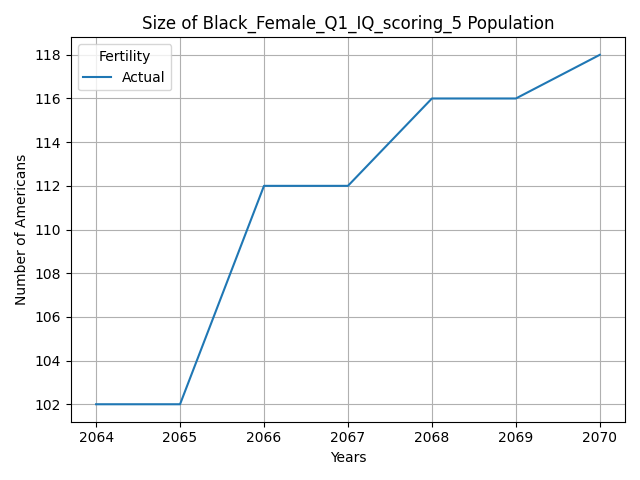 Size of Black_Female_Q1_IQ_scoring_5 Population
Fertility
Actual
Number of Americans
118
116
114
112
110
108
106
104
102
2064 2065 2066 2067 2068 2069 2070
Years